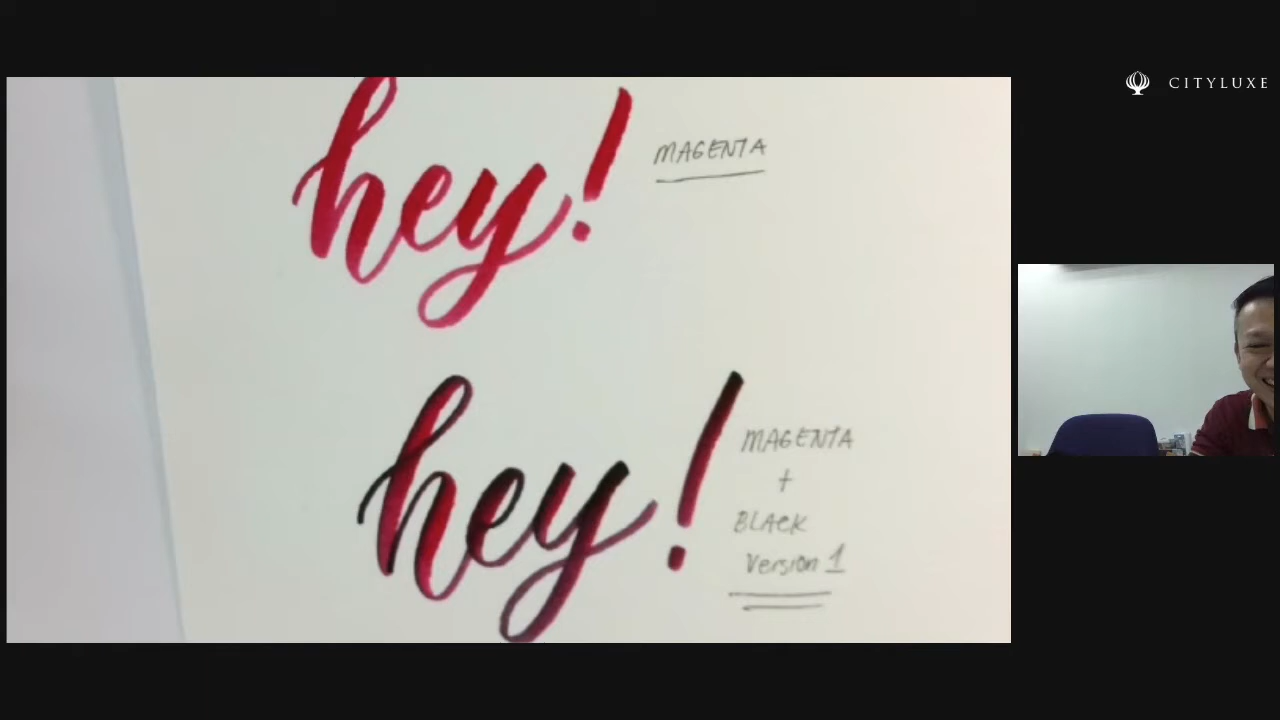 CITYLUXE
hey!
MAGENTA
hey!
MAGENTA
+
BLACK
Version 1